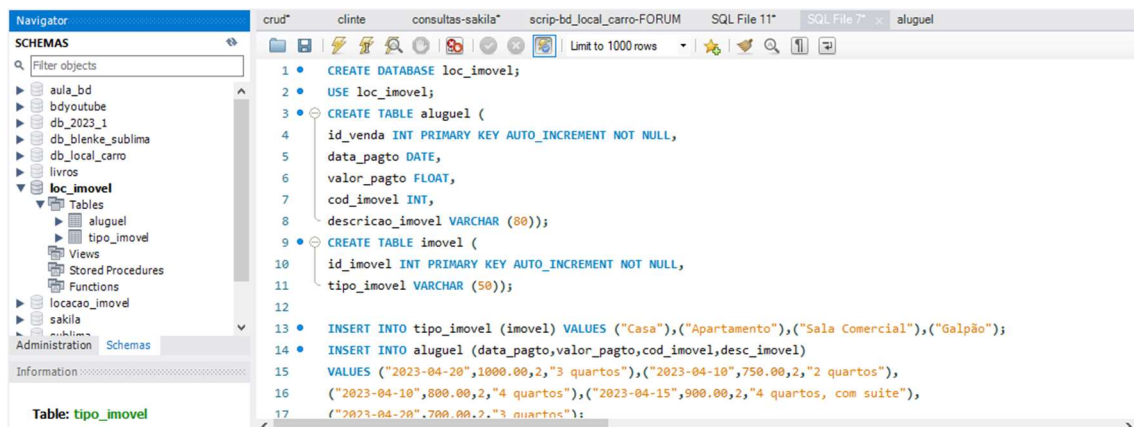 Navigator
SCHEMAS
Filter objects
aula_bd
bdyoutube
db_2023_1
db_blenke_sublima
db_local_carro
livros
loc_imovel
Tables
aluguel
tipo_imovel
Views
Stored Procedures
Functions
locacao_imovel
sakila
sublima
Administration Schemas
Information
Table: tipo_imovel
crud* clinte consultas-sakila* scrip-bd_local_carro-FORUM SQL File 11* SQL File 7* × aluguel
Limit to 1000 rows
1 CREATE DATABASE loc_imovel;
2 USE loc_imovel;
3 CREATE TABLE aluguel (
4 id_venda INT PRIMARY KEY AUTO_INCREMENT NOT NULL,
5 data_pagto DATE,
6 valor_pagto FLOAT,
7 cod_imovel INT,
8 descricao_imovel VARCHAR (80));
9 CREATE TABLE imovel (
10 id_imovel INT PRIMARY KEY AUTO_INCREMENT NOT NULL,
11 tipo_imovel VARCHAR (50));
12
13 INSERT INTO tipo_imovel (imovel) VALUES ("Casa"),("Apartamento"),("Sala Comercial"),("Galpão");
14 INSERT INTO aluguel (data_pagto,valor_pagto,cod_imovel,desc_imovel)
15 VALUES ("2023-04-20",1000.00,2,"3 quartos"),("2023-04-10",750.00,2,"2 quartos"),
16 ("2023-04-10",800.00,2,"4 quartos"),("2023-04-15",900.00,2,"4 quartos, com suite"),
17 ("2023-04-20",700.00,2,"3 quartos");